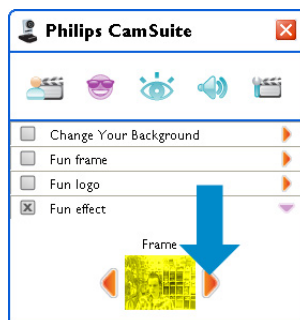 Philips CamSuite
Change Your Background
Fun frame
Fun logo
Fun effect
Frame